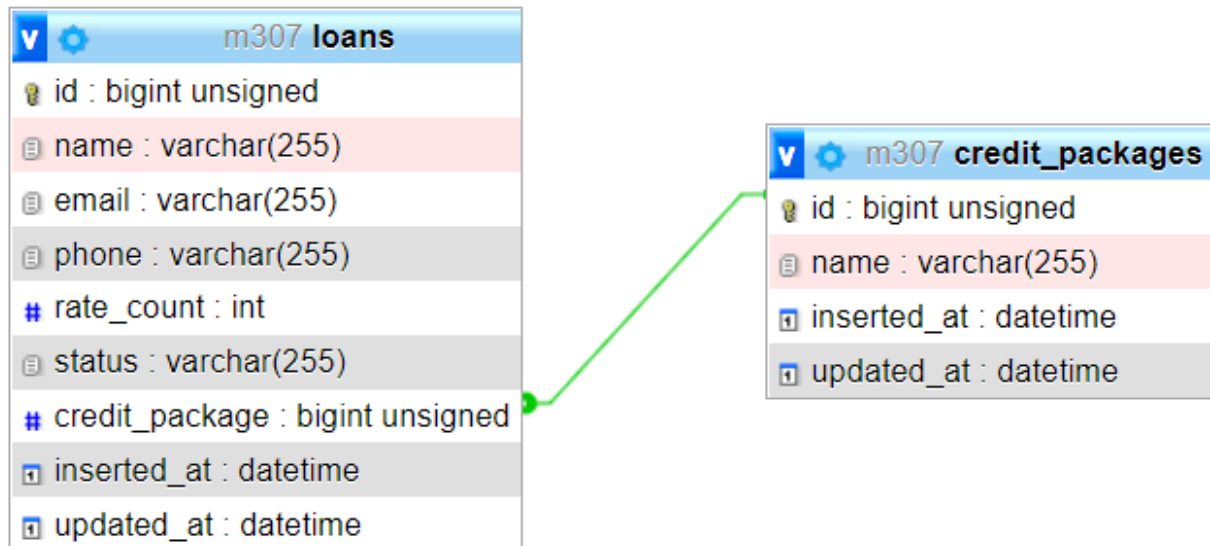 v m307 loans
id : bigint unsigned
name : varchar(255)
email : varchar(255)
phone : varchar(255)
# rate_count : int
status : varchar(255)
# credit_package : bigint unsigned
inserted_at : datetime
updated_at : datetime
v m307 credit_packages
id : bigint unsigned
name : varchar(255)
inserted_at : datetime
updated_at : datetime